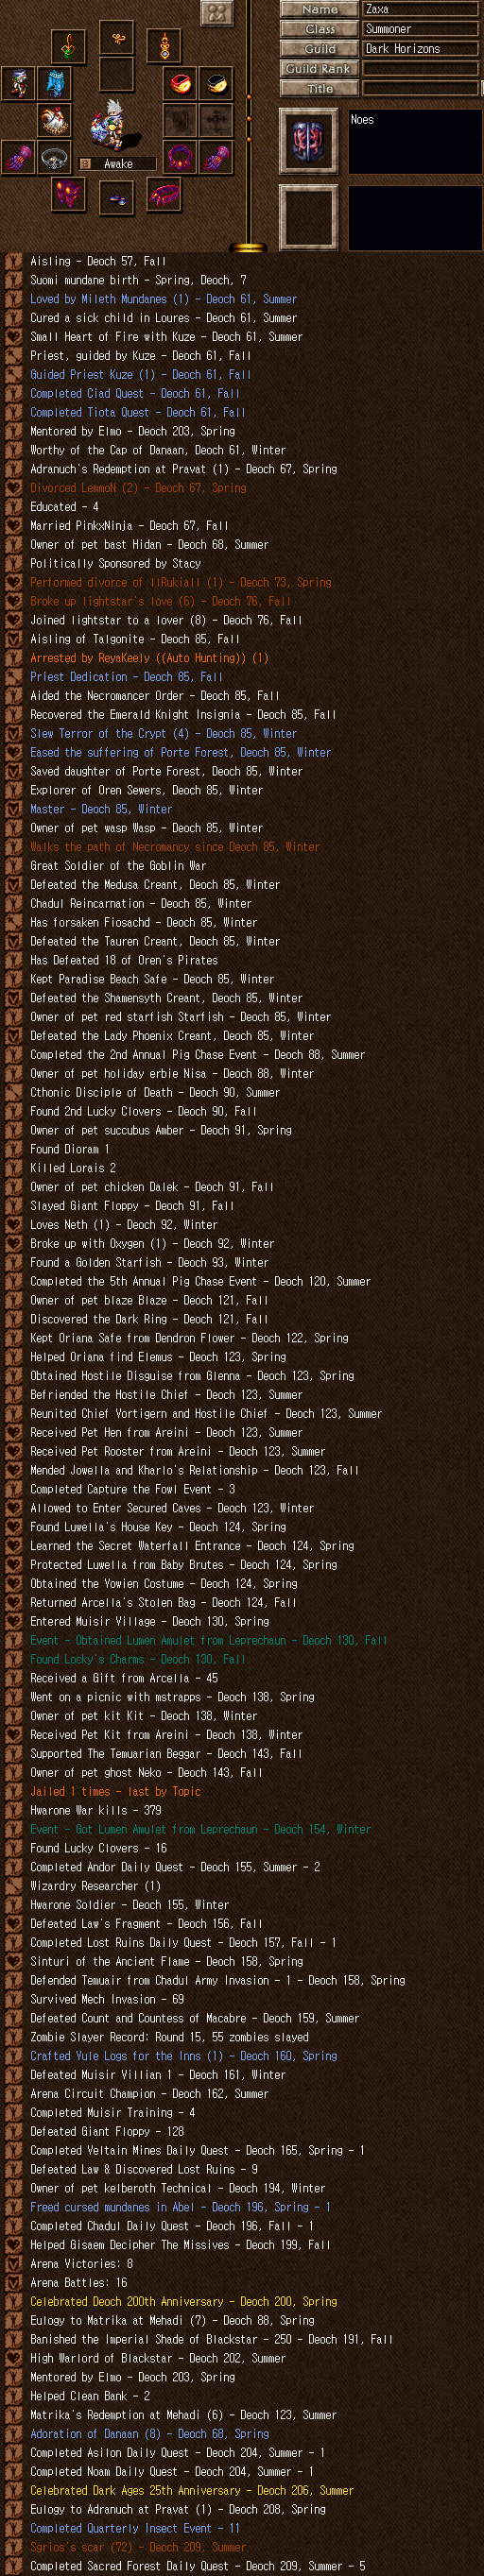 Name Zaxa
Class Summoner
Guild Dark Horizons
Guild Rank
Title
Noes
Awake
Aisling - Deoch 57, Fall
Suomi mundane birth - Spring, Deoch, 7
Loved by Mileth Mundanes (1) - Deoch 61, Summer
Cured a sick child in Loures - Deoch 61, Summer
Small Heart of Fire with Kuze - Deoch 61, Summer
Priest, guided by Kuze - Deoch 61, Fall
Guided Priest Kuze (1) - Deoch 61, Fall
Completed Ciad Quest - Deoch 61, Fall
Completed Tiota Quest - Deoch 61, Fall
Mentored by Elmo - Deoch 203, Spring
Worthy of the Cap of Danaan, Deoch 61, Winter
Adranuch's Redemption at Pravat (1) - Deoch 67, Spring
Divorced LemmoN (2) - Deoch 67, Spring
Educated - 4
Married PinkxNinja - Deoch 67, Fall
Owner of pet bast Hidan - Deoch 68, Summer
Politically Sponsored by Stacy
Performed divorce of IIRukiaII (1) - Deoch 73, Spring
Broke up lightstar's love (6) - Deoch 76, Fall
Joined lightstar to a lover (8) - Deoch 76, Fall
Aisling of Talgonite - Deoch 85, Fall
Arrested by ReyaKeely ((Auto Hunting)) (1)
Priest Dedication - Deoch 85, Fall
Aided the Necromancer Order - Deoch 85, Fall
Recovered the Emerald Knight Insignia - Deoch 85, Fall
Slew Terror of the Crypt (4) - Deoch 85, Winter
Eased the suffering of Porte Forest, Deoch 85, Winter
Saved daughter of Porte Forest, Deoch 85, Winter
Explorer of Oren Sewers, Deoch 85, Winter
Master - Deoch 85, Winter
Owner of pet wasp Wasp - Deoch 85, Winter
Walks the path of Necromancy since Deoch 85, Winter
Great Soldier of the Goblin War
Defeated the Medusa Creant, Deoch 85, Winter
Chadul Reincarnation - Deoch 85, Winter
Has forsaken Fiosachd - Deoch 85, Winter
Defeated the Tauren Creant, Deoch 85, Winter
Has Defeated 18 of Oren's Pirates
Kept Paradise Beach Safe - Deoch 85, Winter
Defeated the Shamensyth Creant, Deoch 85, Winter
Owner of pet red starfish Starfish - Deoch 85, Winter
Defeated the Lady Phoenix Creant, Deoch 85, Winter
Completed the 2nd Annual Pig Chase Event - Deoch 88, Summer
Owner of pet holiday erbie Nisa - Deoch 88, Winter
Cthonic Disciple of Death - Deoch 90, Summer
Found 2nd Lucky Clovers - Deoch 90, Fall
Owner of pet succubus Amber - Deoch 91, Spring
Found Dioram 1
Killed Lorais 2
Owner of pet chicken Dalek - Deoch 91, Fall
Slayed Giant Floppy - Deoch 91, Fall
Loves Neth (1) - Deoch 92, Winter
Broke up with Oxygen (1) - Deoch 92, Winter
Found a Golden Starfish - Deoch 93, Winter
Completed the 5th Annual Pig Chase Event - Deoch 120, Summer
Owner of pet blaze Blaze - Deoch 121, Fall
Discovered the Dark Ring - Deoch 121, Fall
Kept Oriana Safe from Dendron Flower - Deoch 122, Spring
Helped Oriana find Elemus - Deoch 123, Spring
Obtained Hostile Disguise from Glenna - Deoch 123, Spring
Befriended the Hostile Chief - Deoch 123, Summer
Reunited Chief Vortigern and Hostile Chief - Deoch 123, Summer
Received Pet Hen from Areini - Deoch 123, Summer
Received Pet Rooster from Areini - Deoch 123, Summer
Mended Jowella and Kharlo's Relationship - Deoch 123, Fall
Completed Capture the Fowl Event - 3
Allowed to Enter Secured Caves - Deoch 123, Winter
Found Luwella's House Key - Deoch 124, Spring
Learned the Secret Waterfall Entrance - Deoch 124, Spring
Protected Luwella from Baby Brutes - Deoch 124, Spring
Obtained the Yowien Costume - Deoch 124, Spring
Returned Arcella's Stolen Bag - Deoch 124, Fall
Entered Muisir Village - Deoch 130, Spring
Event - Obtained Lumen Amulet from Leprechaun - Deoch 130, Fall
Found Locky's Charms - Deoch 130, Fall
Received a Gift from Arcella - 45
Went on a picnic with mstrapps - Deoch 138, Spring
Owner of pet kit Kit - Deoch 138, Winter
Received Pet Kit from Areini - Deoch 138, Winter
Supported The Temuarian Beggar - Deoch 143, Fall
Owner of pet ghost Neko - Deoch 143, Fall
Jailed 1 times - last by Topic
Hwarone War kills - 379
Event - Got Lumen Amulet from Leprechaun - Deoch 154, Winter
Found Lucky Clovers - 16
Completed Andor Daily Quest - Deoch 155, Summer - 2
Wizardry Researcher (1)
Hwarone Soldier - Deoch 155, Winter
Defeated Law's Fragment - Deoch 156, Fall
Completed Lost Ruins Daily Quest - Deoch 157, Fall - 1
Sinturi of the Ancient Flame - Deoch 158, Spring
Defended Temuair from Chadul Army Invasion - 1 - Deoch 158, Spring
Survived Mech Invasion - 69
Defeated Count and Countess of Macabre - Deoch 159, Summer
Zombie Slayer Record: Round 15, 55 zombies slayed
Crafted Yule Logs for the Inns (1) - Deoch 160, Spring
Defeated Muisir Villian 1 - Deoch 161, Winter
Arena Circuit Champion - Deoch 162, Summer
Completed Muisir Training - 4
Defeated Giant Floppy - 128
Completed Veltain Mines Daily Quest - Deoch 165, Spring - 1
Defeated Law & Discovered Lost Ruins - 9
Owner of pet kelberoth Technical - Deoch 194, Winter
Freed cursed mundanes in Abel - Deoch 196, Spring - 1
Completed Chadul Daily Quest - Deoch 196, Fall - 1
Helped Gisaem Decipher The Missives - Deoch 199, Fall
Arena Victories: 8
Arena Battles: 16
Celebrated Deoch 200th Anniversary - Deoch 200, Spring
Eulogy to Matrika at Mehadi (7) - Deoch 88, Spring
Banished the Imperial Shade of Blackstar - 250 - Deoch 191, Fall
High Warlord of Blackstar - Deoch 202, Summer
Mentored by Elmo - Deoch 203, Spring
Helped Clean Bank - 2
Matrika's Redemption at Mehadi (6) - Deoch 123, Summer
Adoration of Danaan (8) - Deoch 68, Spring
Completed Asilon Daily Quest - Deoch 204, Summer - 1
Completed Noam Daily Quest - Deoch 204, Summer - 1
Celebrated Dark Ages 25th Anniversary - Deoch 206, Summer
Eulogy to Adranuch at Pravat (1) - Deoch 208, Spring
Completed Quarterly Insect Event - 11
Sgrios's scar (72) - Deoch 209, Summer
Completed Sacred Forest Daily Quest - Deoch 209, Summer - 5